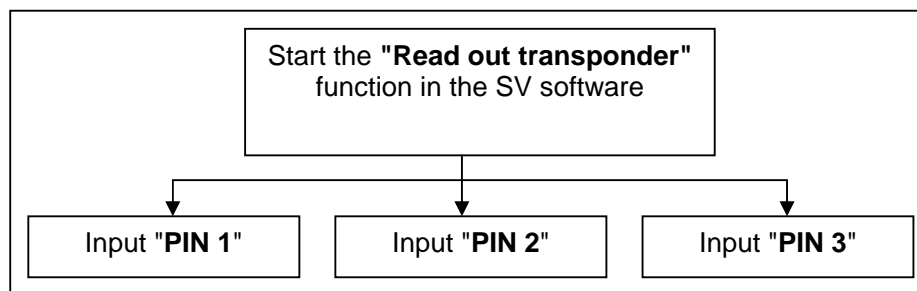 Start the "Read out transponder"
function in the SV software
Input "PIN 1"
Input "PIN 2"
Input "PIN 3"